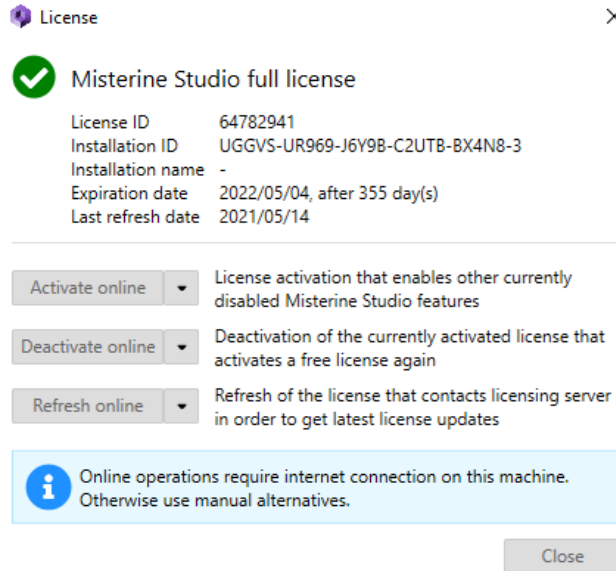 License
Misterine Studio full license
License ID 64782941
Installation ID UGGVS-UR969-J6Y9B-C2UTB-BX4N8-3
Installation name -
Expiration date 2022/05/04, after 355 day(s)
Last refresh date 2021/05/14
Activate online
License activation that enables other currently
disabled Misterine Studio features
Deactivate online
Deactivation of the currently activated license that
activates a free license again
Refresh online
Refresh of the license that contacts licensing server
in order to get latest license updates
Online operations require internet connection on this machine.
Otherwise use manual alternatives.
Close